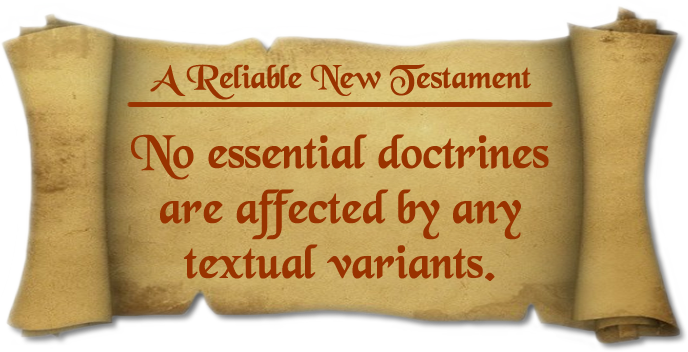 A Reliable New Testament
No essential doctrines
are affected by any
textual variants.